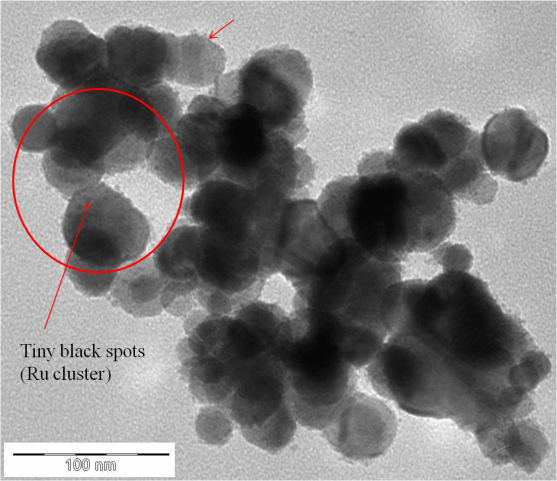 Tiny black spots
(Ru cluster)
100 nm